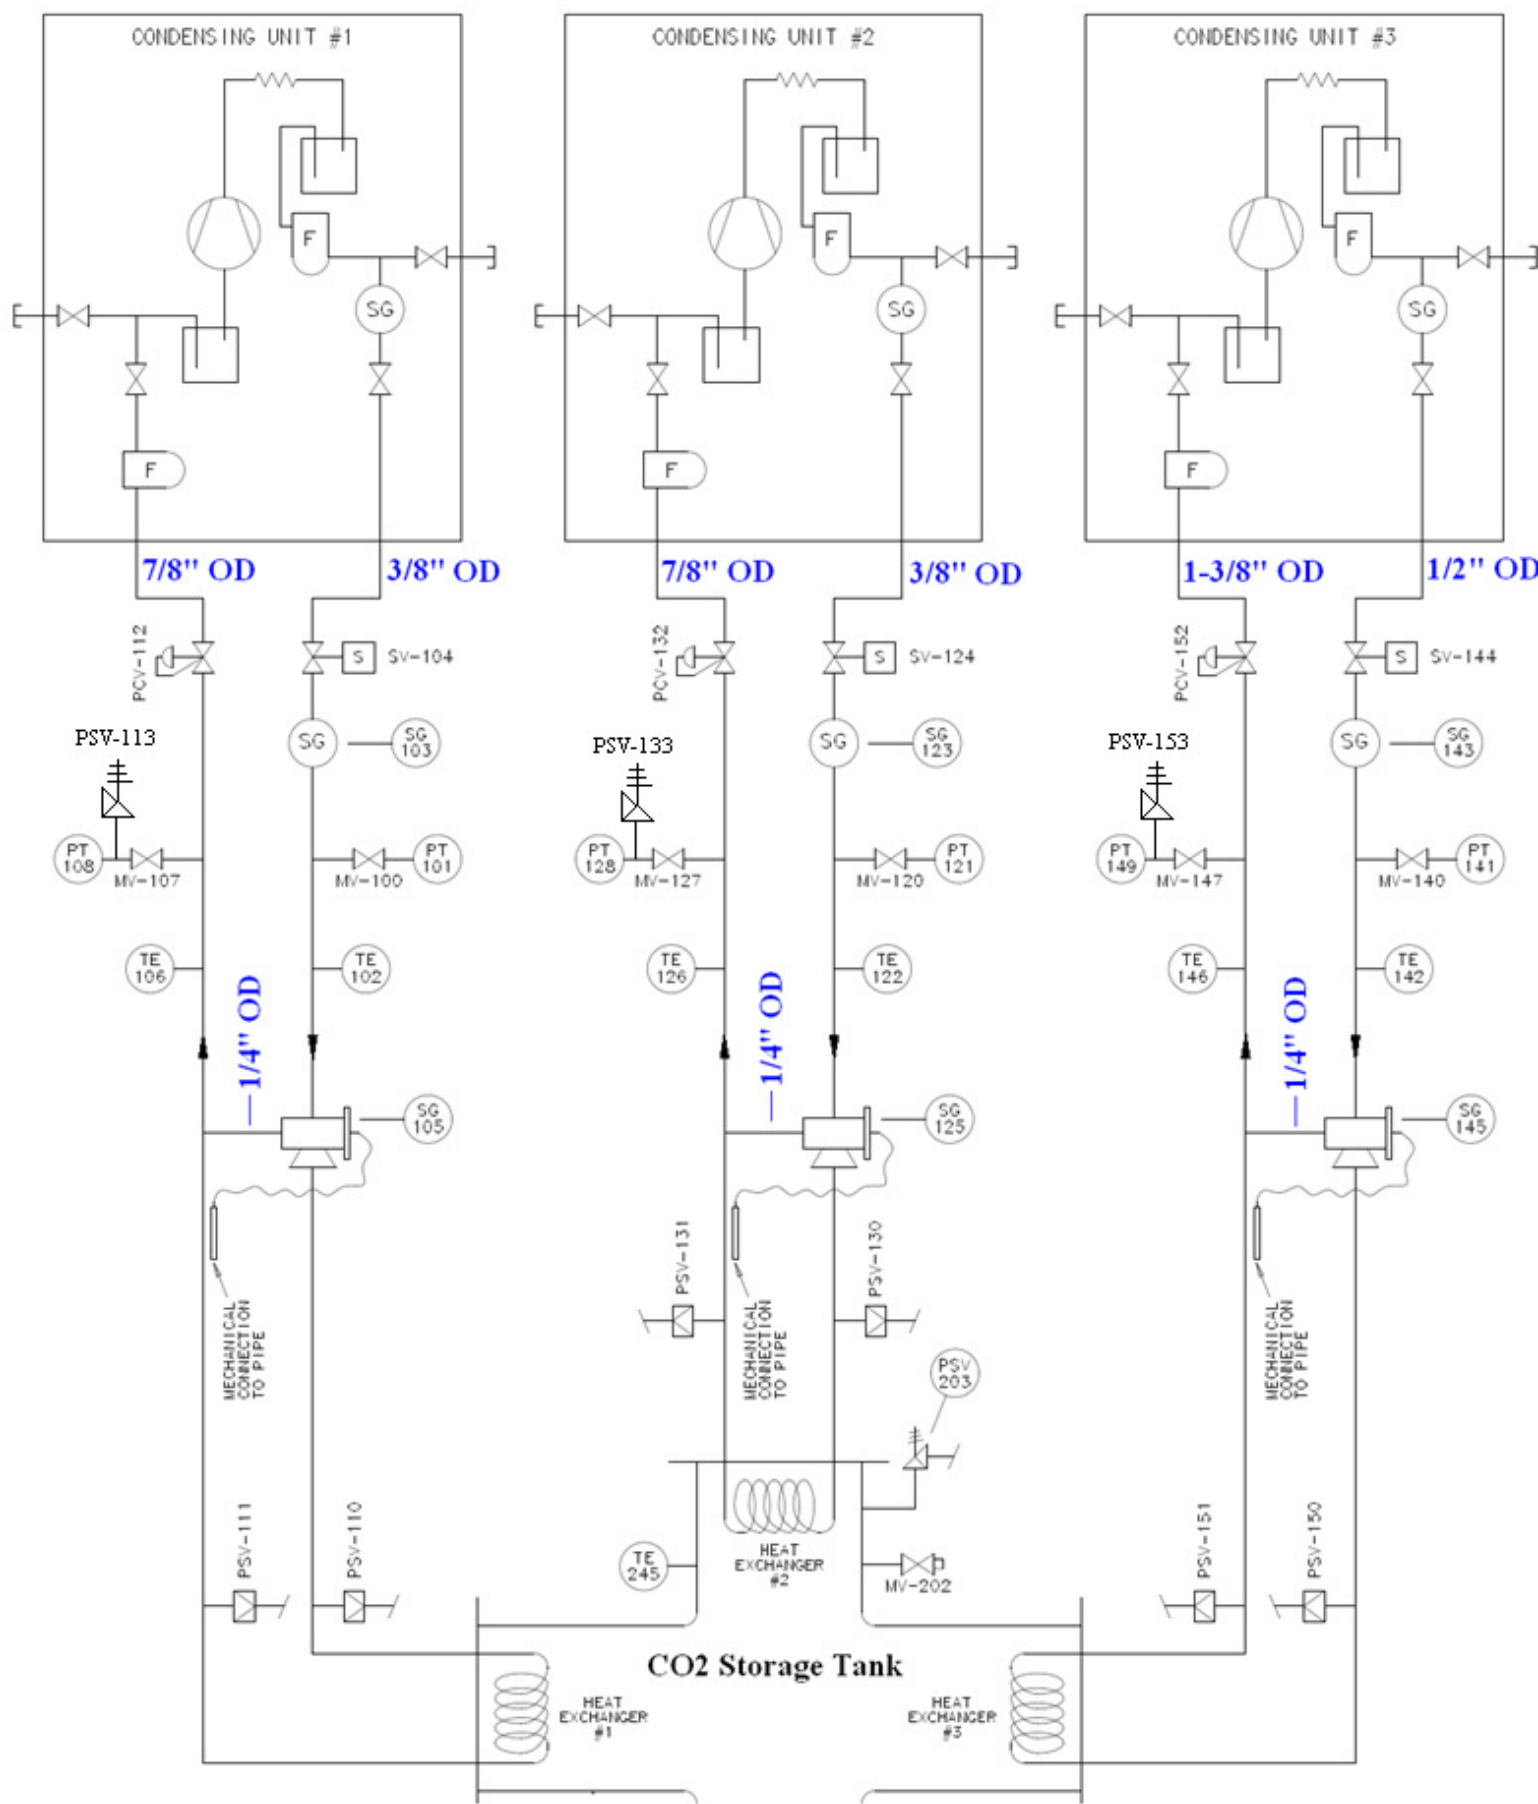 CONDENSING UNIT #1
CONDENSING UNIT #2
CONDENSING UNIT #3
F
F
F
SG
SG
SG
F
F
F
7/8" OD
3/8" OD
7/8" OD
3/8" OD
1-3/8" OD
1/2" OD
PCV-112
S
SV-104
PCV-132
S
SV-124
PCV-152
S
SV-144
PSV-113
SG
SG
103
PSV-133
SG
SG
123
PSV-153
SG
SG
143
PT
108
MV-107
MV-100
PT
101
PT
128
MV-127
MV-120
PT
121
PT
149
MV-147
MV-140
PT
141
TE
106
TE
102
TE
126
TE
122
TE
146
TE
142
1/4" OD
1/4" OD
1/4" OD
SG
105
SG
125
SG
145
MECHANICAL
CONNECTION
TO PIPE
PSV-131
MECHANICAL
CONNECTION
TO PIPE
PSV-130
MECHANICAL
CONNECTION
TO PIPE
PSV
203
PSV-111
PSV-110
TE
245
HEAT
EXCHANGER
#2
MV-202
PSV-151
PSV-150
CO2 Storage Tank
HEAT
EXCHANGER
#1
HEAT
EXCHANGER
#3